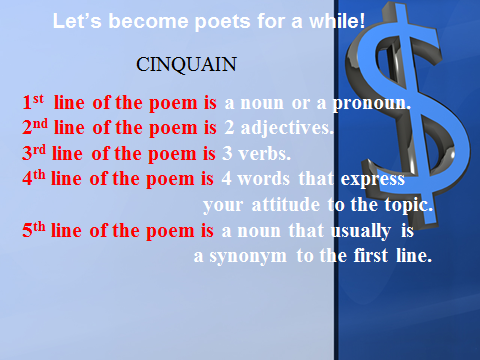 Let's become poets for a while!
CINQUAIN
1st line of the poem is a noun or a pronoun.
2nd line of the poem is 2 adjectives.
3rd line of the poem is 3 verbs.
4th line of the poem is 4 words that express
your attitude to the topic.
5th line of the poem is a noun that usually is
a synonym to the first line.